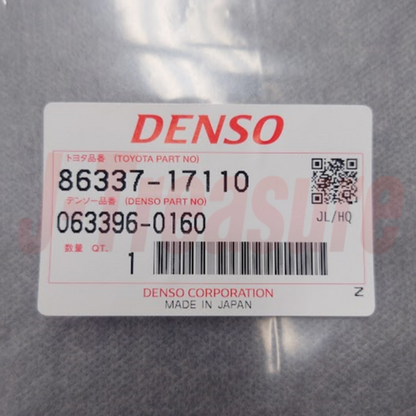 DENSO
トヨタ品番 (TOYOTA PART NO)
86337-17110
デンソー品番 (DENSO PART NO)
063396-0160
JL/HQ
数量 QT. 1
DENSO CORPORATION
MADE IN JAPAN
Z